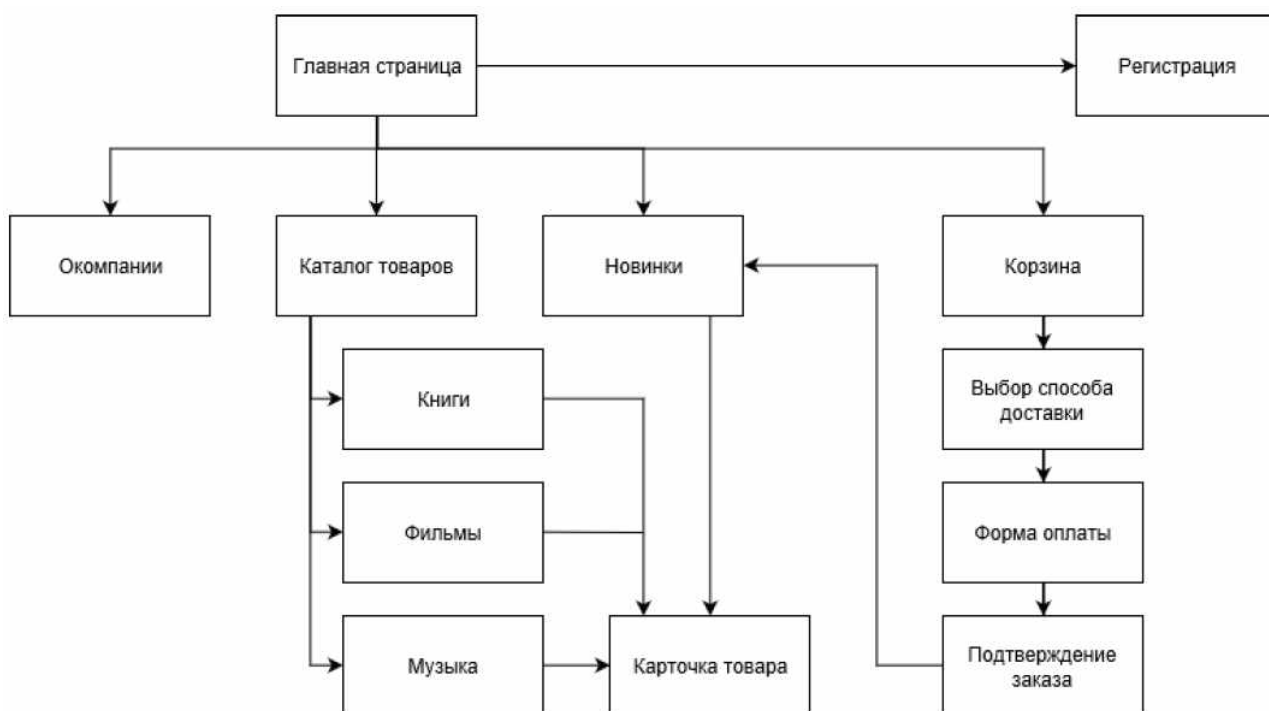 Главная страница
Регистрация
Окомпании
Каталог товаров
Новинки
Корзина
Книги
Выбор способа
доставки
Фильмы
Форма оплаты
Музыка
Карточка товара
Подтверждение
заказа